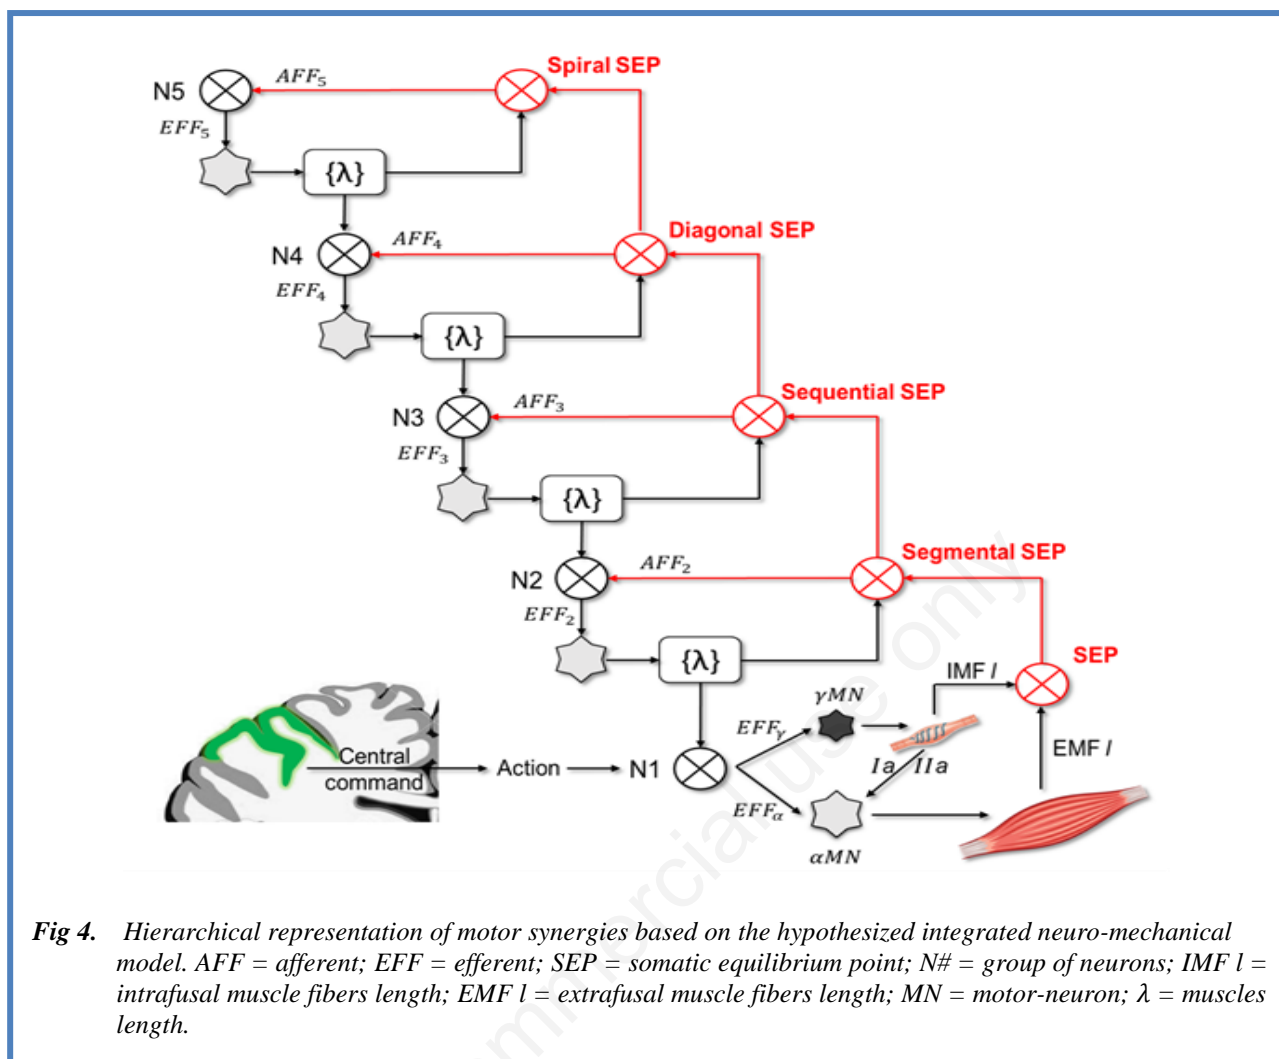 Spiral SEP
N5
AFF₅
EFF₅
{λ}
Diagonal SEP
N4
AFF₄
EFF₄
{λ}
Sequential SEP
N3
AFF₃
EFF₃
{λ}
Segmental SEP
N2
AFF₂
EFF₂
{λ}
SEP
IMF l
γMN
EFFγ
EMF l
Ia IIa
Central
command
Action
N1
EFFα
αMN
mmercial use only
Fig 4. Hierarchical representation of motor synergies based on the hypothesized integrated neuro-mechanical
model. AFF = afferent; EFF = efferent; SEP = somatic equilibrium point; N# = group of neurons; IMF l =
intrafusal muscle fibers length; EMF l = extrafusal muscle fibers length; MN = motor-neuron; λ = muscles
length.